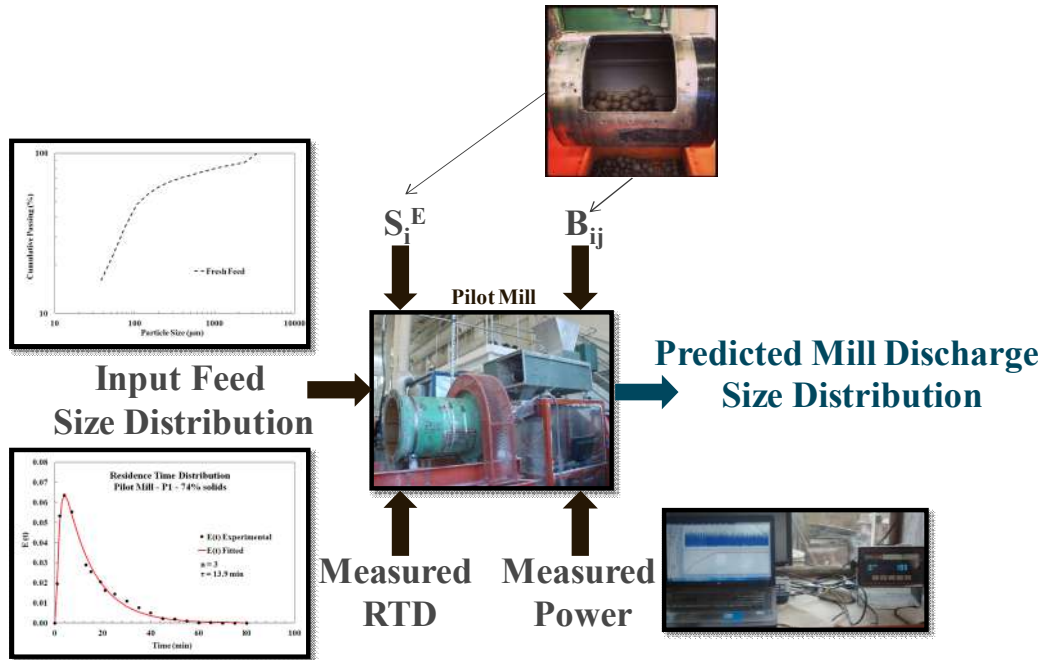 100
Cumulative Passing (%)
Fresh Feed
10
10 100 1000 10000
Particle Size (µm)
S_i^E
B_ij
Pilot Mill
Input Feed
Size Distribution
Predicted Mill Discharge
Size Distribution
Residence Time Distribution
Pilot Mill - P1 - 74% solids
E(t) Experimental
E(t) Fitted
n = 3
τ = 13.9 min
E(t)
0.08
0.07
0.06
0.05
0.04
0.03
0.02
0.01
0.00
0 20 40 60 80 100
Time (min)
Measured
RTD
Measured
Power